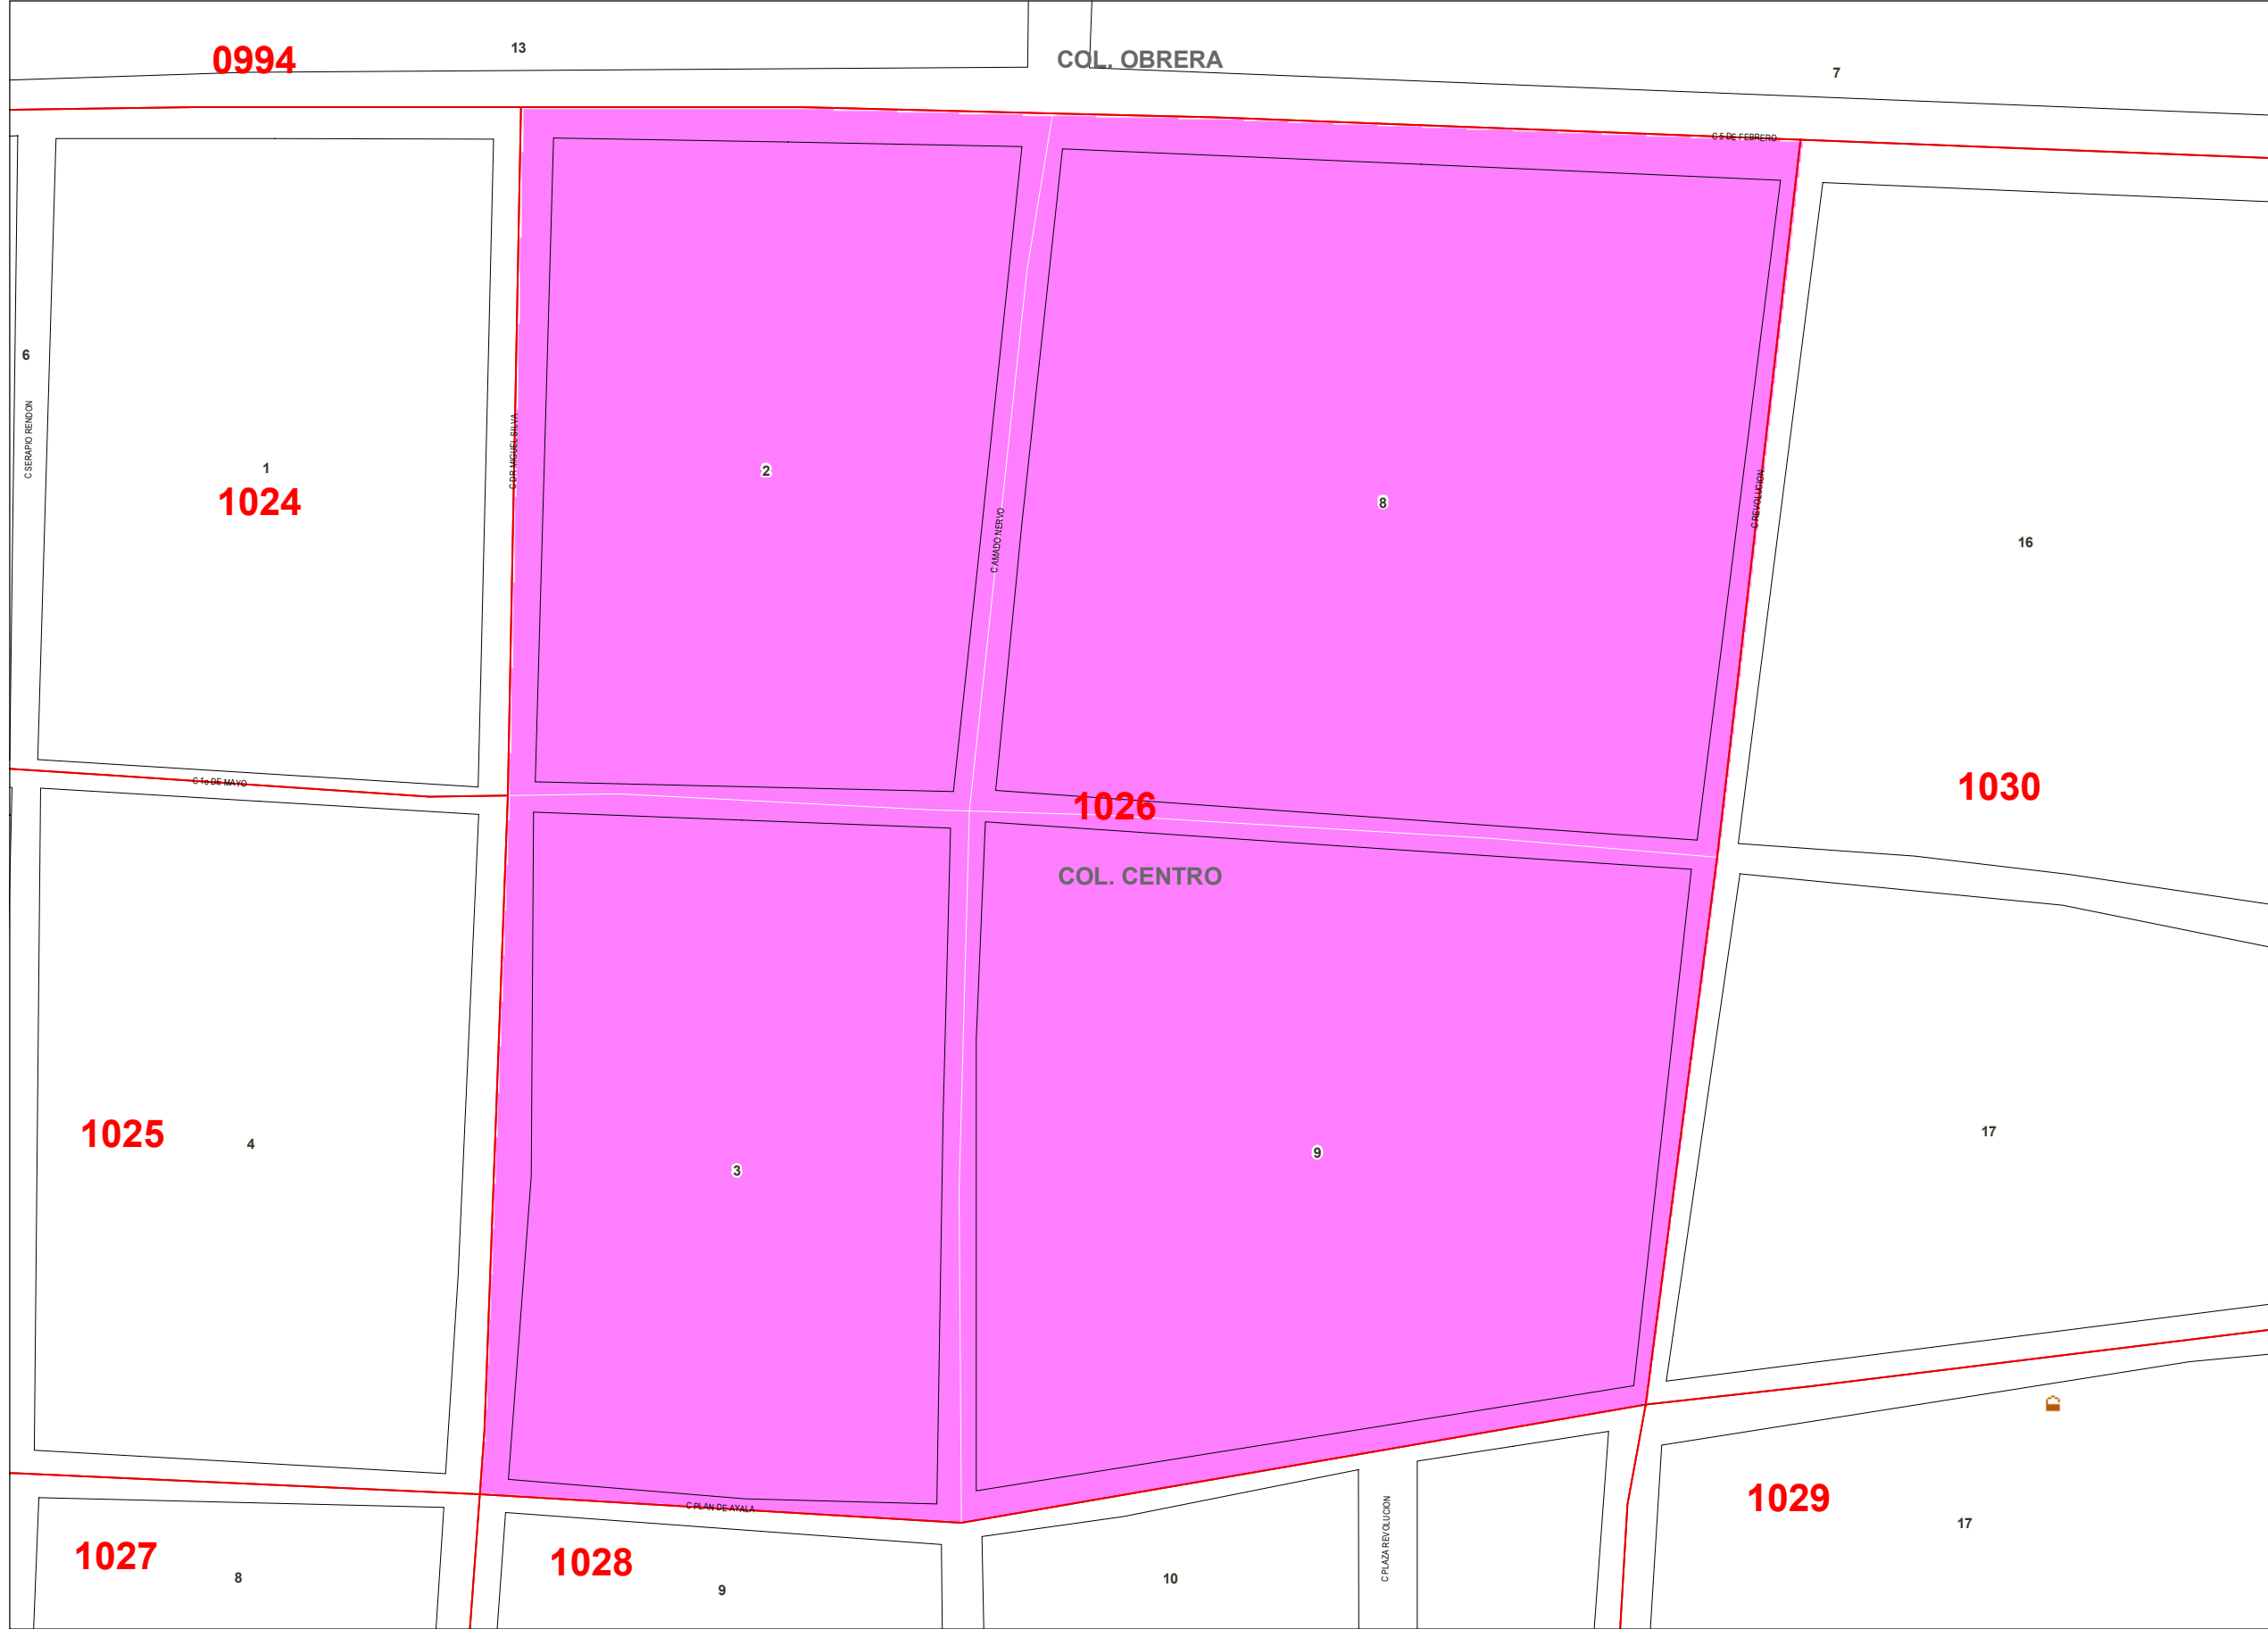 13
0994
COL. OBRERA
7
C 5 DE FEBRERO
6
C SERAPIO RENDON
1
1024
C DR MIGUEL SILVA
2
C AMADO NERVO
8
C REVOLUCION
16
C 1o DE MAYO
1026
1030
COL. CENTRO
1025
4
3
9
17
C PLAN DE AYALA
1027
8
1028
9
10
C PLAZA REVOLUCION
1029
17